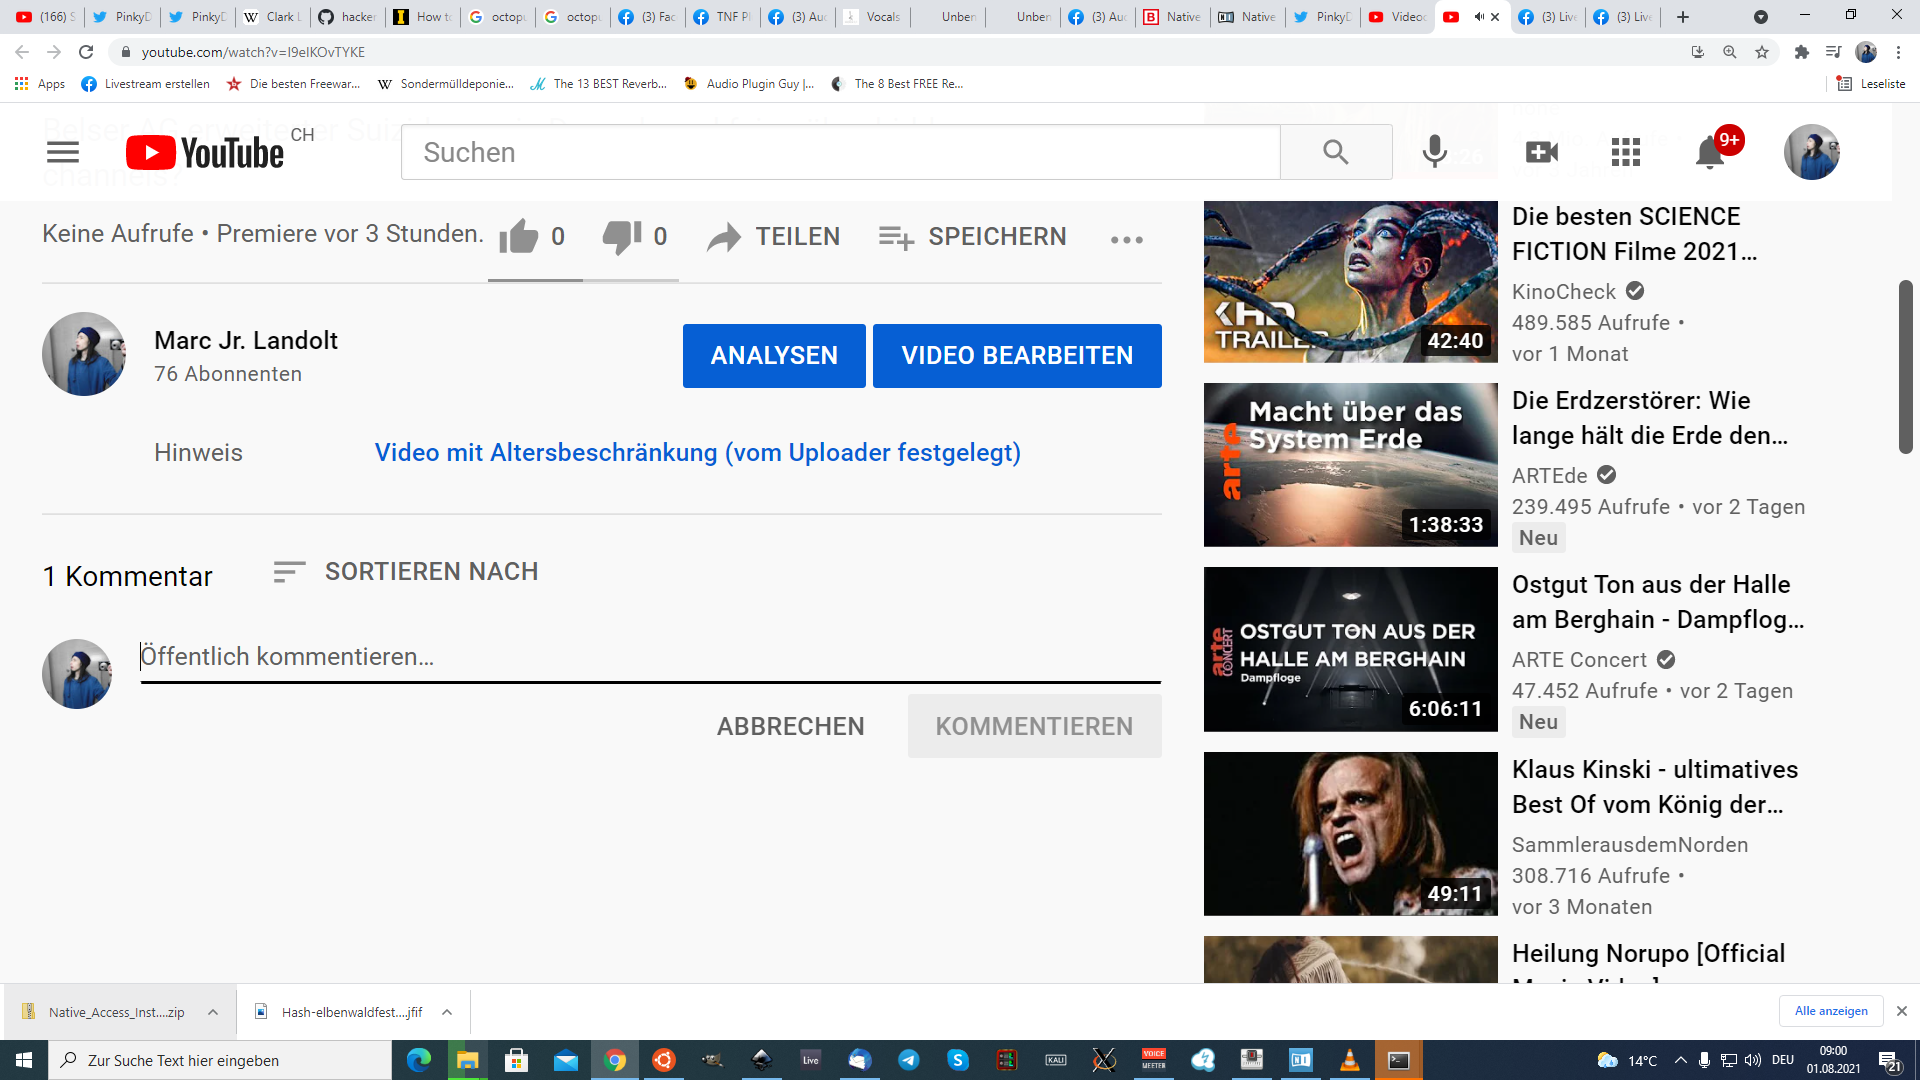 (166) S
PinkyD
PinkyD
Clark L
hacker
How to
octopu
octopu
(3) Fac
TNF Pl
(3) Auc
Vocals
Unben
Unben
(3) Auc
Native
Native
PinkyD
Videoc
(3) Live
(3) Live
youtube.com/watch?v=I9eIKOvTYKE
Apps
Livestream erstellen
Die besten Freewar...
Sondermülldeponie...
The 13 BEST Reverb...
Audio Plugin Guy |...
The 8 Best FREE Re...
Leseliste
YouTube CH
Suchen
9+
Keine Aufrufe • Premiere vor 3 Stunden.
0
0
TEILEN
SPEICHERN
Marc Jr. Landolt
76 Abonnenten
ANALYSEN
VIDEO BEARBEITEN
Hinweis
Video mit Altersbeschränkung (vom Uploader festgelegt)
1 Kommentar
SORTIEREN NACH
Öffentlich kommentieren...
ABBRECHEN
KOMMENTIEREN
KHD
TRAILER
42:40
Die besten SCIENCE
FICTION Filme 2021...
KinoCheck
489.585 Aufrufe •
vor 1 Monat
Macht über das
System Erde
arte
1:38:33
Die Erdzerstörer: Wie
lange hält die Erde den...
ARTEde
239.495 Aufrufe • vor 2 Tagen
Neu
arte
CONCERT
OSTGUT TON AUS DER
HALLE AM BERGHAIN
Dampfloge
6:06:11
Ostgut Ton aus der Halle
am Berghain - Dampflog...
ARTE Concert
47.452 Aufrufe • vor 2 Tagen
Neu
49:11
Klaus Kinski - ultimatives
Best Of vom König der...
SammlerausdemNorden
308.716 Aufrufe •
vor 3 Monaten
Heilung Norupo [Official
Native_Access_Inst....zip
Hash-elbenwaldfest....jfif
Alle anzeigen
Zur Suche Text hier eingeben
Live
KALI
VOICE
MEETER
14°C
DEU
09:00
01.08.2021
21